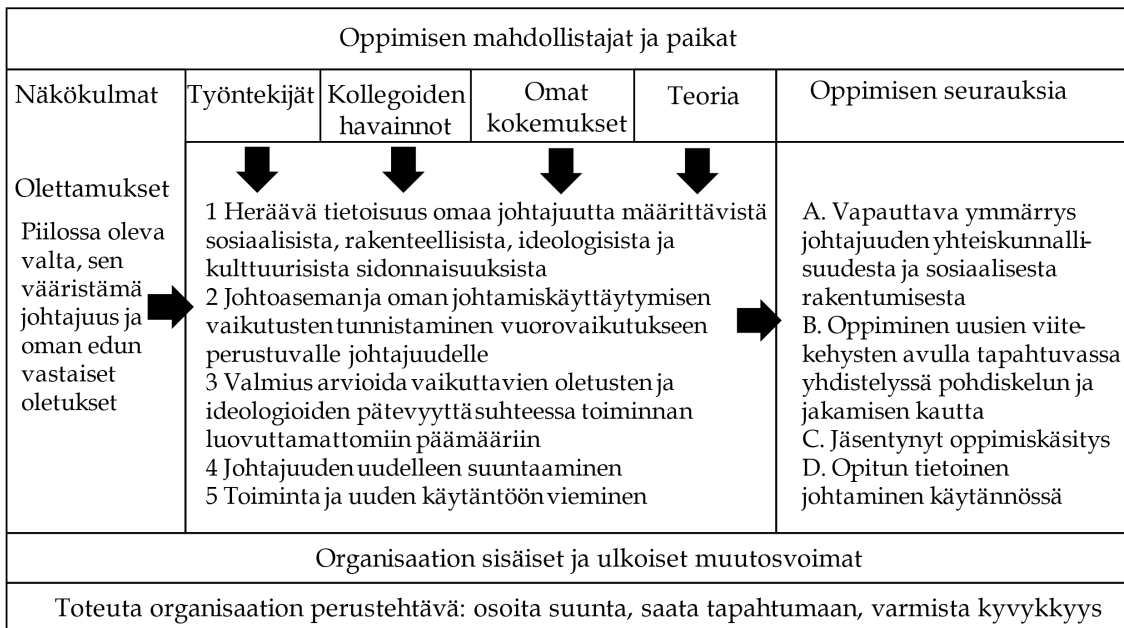 Oppimisen mahdollistajat ja paikat
Näkökulmat
Työntekijät
Kollegoiden
havainnot
Omat
kokemukset
Teoria
Oppimisen seurauksia
Olettamukset
Piilossa oleva
valta, sen
vääristämä
johtajuus ja
oman edun
vastaiset
oletukset
1 Heräävä tietoisuus omaa johtajuutta määrittävistä
sosiaalisista, rakenteellisista, ideologisista ja
kulttuurisista sidonnaisuuksista
2 Johtoaseman ja oman johtamiskäyttäytymisen
vaikutusten tunnistaminen vuorovaikutukseen
perustuvalle johtajuudelle
3 Valmius arvioida vaikuttavien oletusten ja
ideologioiden pätevyyttä suhteessa toiminnan
luovuttamattomiin päämääriin
4 Johtajuuden uudelleen suuntaaminen
5 Toiminta ja uuden käytäntöön vieminen
A. Vapauttava ymmärrys
johtajuuden yhteiskunnalli-
suudesta ja sosiaalisesta
rakentumisesta
B. Oppiminen uusien viite-
kehysten avulla tapahtuvassa
yhdistelyssä pohdiskelun ja
jakamisen kautta
C. Jäsentynyt oppimiskäsitys
D. Opitun tietoinen
johtaminen käytännössä
Organisaation sisäiset ja ulkoiset muutosvoimat
Toteuta organisaation perustehtävä: osoita suunta, saata tapahtumaan, varmista kyvykkyys